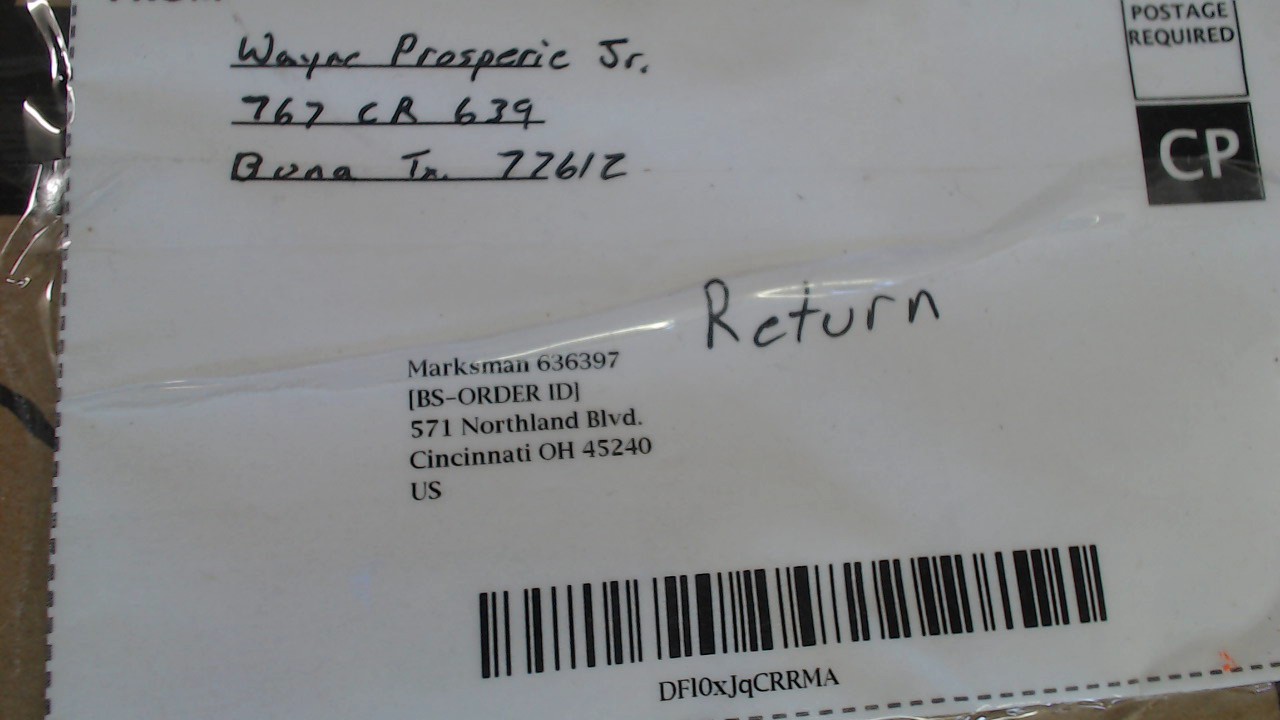 POSTAGE
REQUIRED
CP
Wayne Prosperie Jr.
767 CR 639
Buna Tx. 77612
Return
Marksman 636397
[BS-ORDER ID]
571 Northland Blvd.
Cincinnati OH 45240
US
DFl0xJqCRRMA